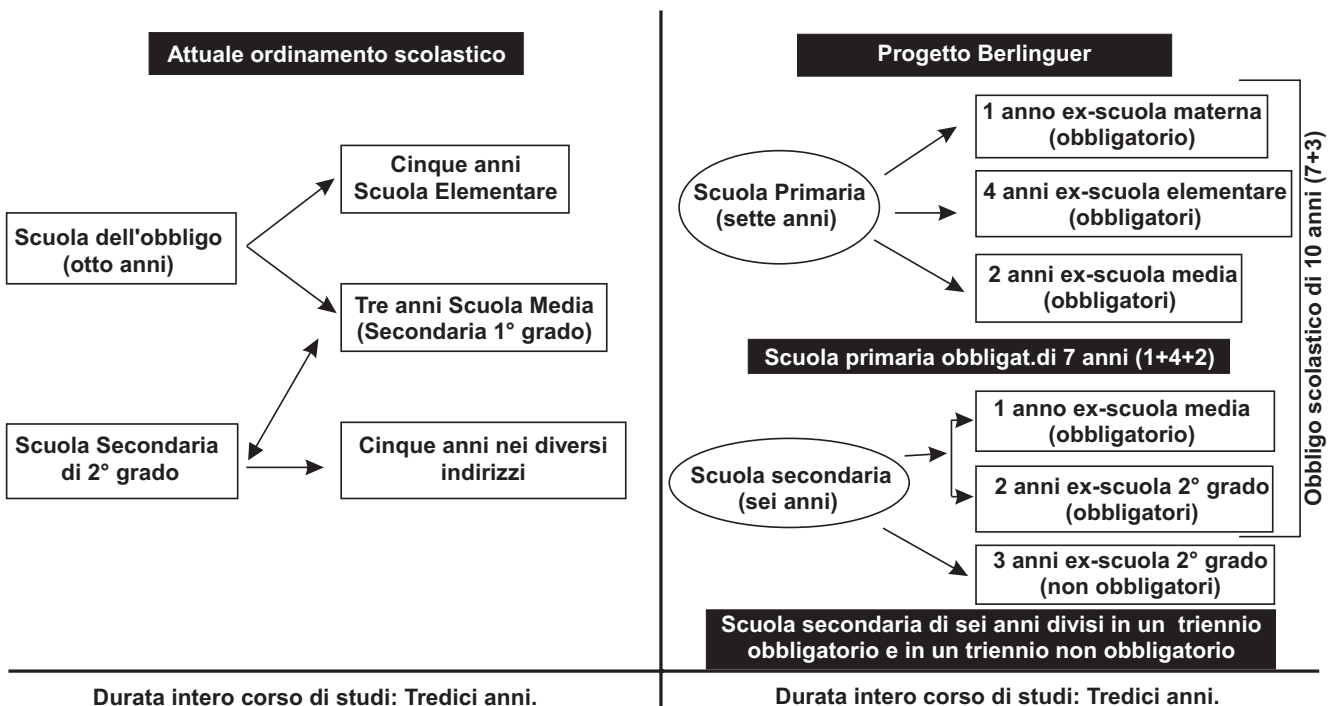 Attuale ordinamento scolastico
Cinque anni
Scuola Elementare
Scuola dell'obbligo
(otto anni)
Tre anni Scuola Media
(Secondaria 1° grado)
Scuola Secondaria
di 2° grado
Cinque anni nei diversi
indirizzi
Durata intero corso di studi: Tredici anni.
Progetto Berlinguer
1 anno ex-scuola materna
(obbligatorio)
Scuola Primaria
(sette anni)
4 anni ex-scuola elementare
(obbligatori)
2 anni ex-scuola media
(obbligatori)
Scuola primaria obbligat.di 7 anni (1+4+2)
1 anno ex-scuola media
(obbligatorio)
Scuola secondaria
(sei anni)
2 anni ex-scuola 2° grado
(obbligatori)
3 anni ex-scuola 2° grado
(non obbligatori)
Obbligo scolastico di 10 anni (7+3)
Scuola secondaria di sei anni divisi in un triennio
obbligatorio e in un triennio non obbligatorio
Durata intero corso di studi: Tredici anni.